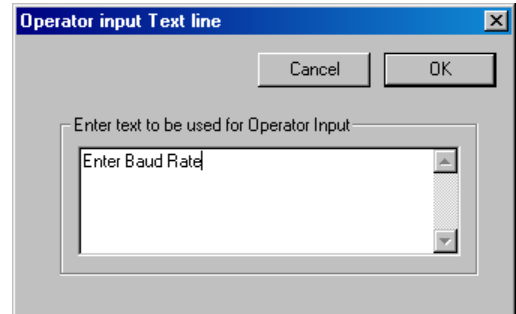 Operator input Text line
Cancel OK
Enter text to be used for Operator Input
Enter Baud Rate